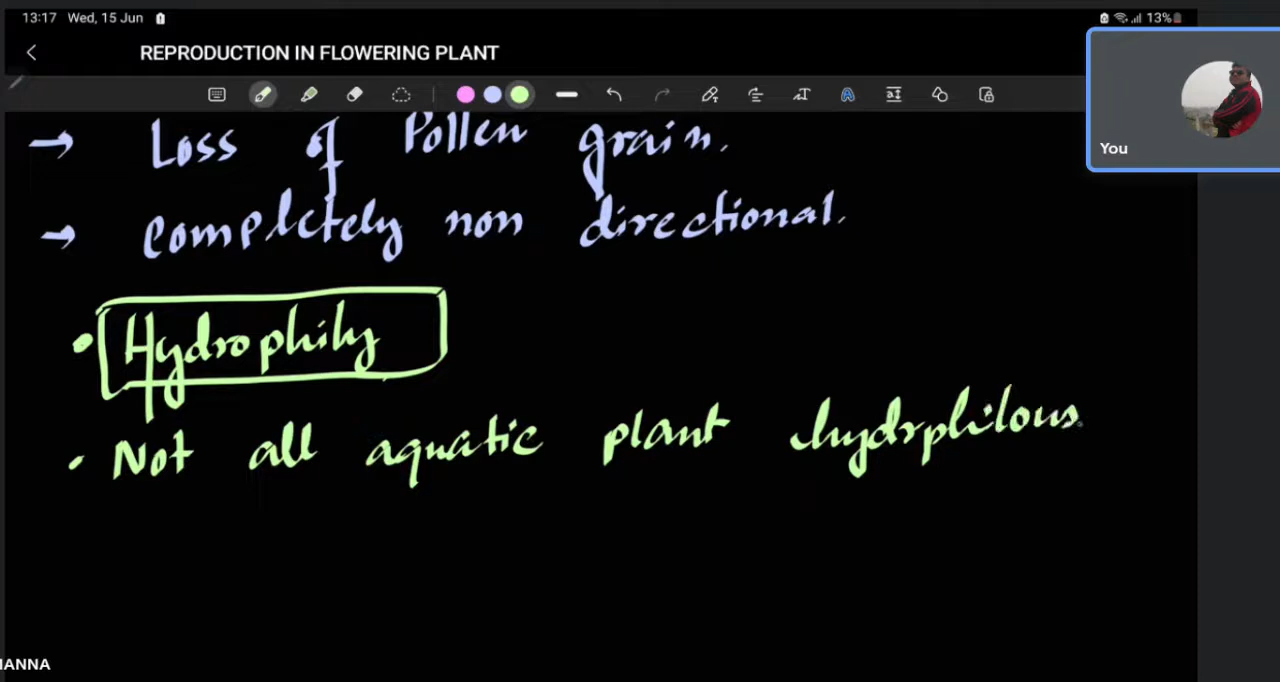 13:17 Wed, 15 Jun 13%
REPRODUCTION IN FLOWERING PLANT
You
→ Loss of Pollen grain.
→ completely non directional.
• Hydrophily
• Not all aquatic plant hydrphilous
HANNA